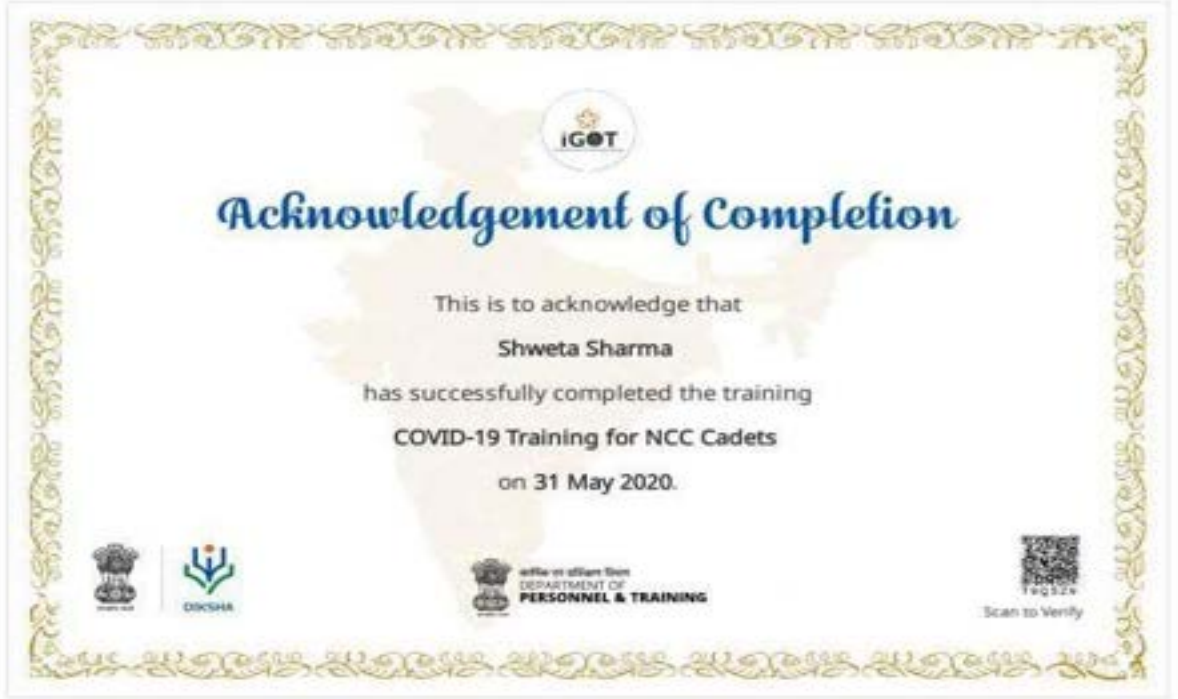 iGOT
Acknowledgement of Completion
This is to acknowledge that
Shweta Sharma
has successfully completed the training
COVID-19 Training for NCC Cadets
on 31 May 2020.
DIKSHA
DEPARTMENT OF
PERSONNEL & TRAINING
Scan to Verify